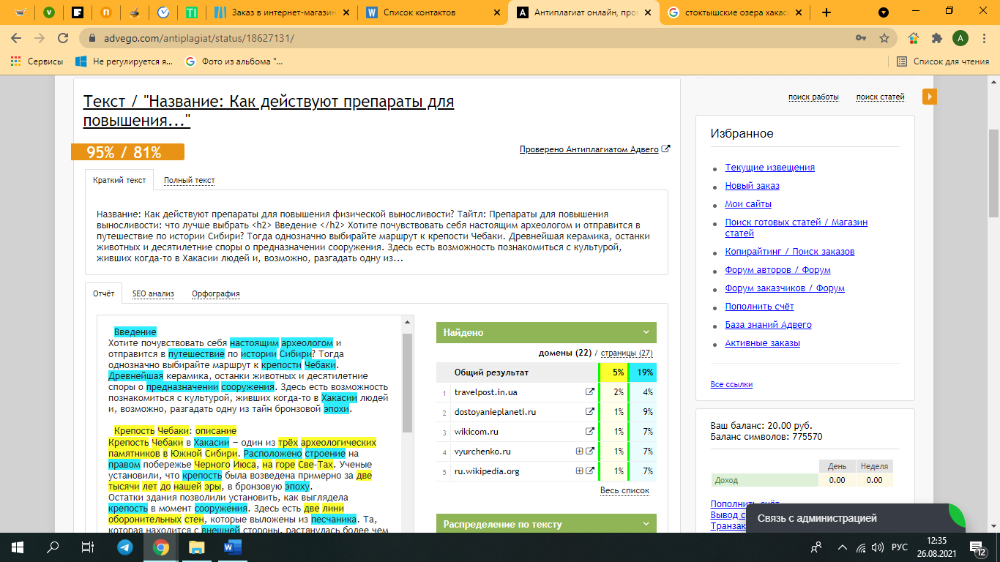 Заказ в интернет-магазин
Список контактов
Антиплагиат онлайн, про
стоктышские озера хакас
advego.com/antiplagiat/status/18627131/
Сервисы
Не регулируется я...
Фото из альбома "...
Список для чтения
Текст / "Название: Как действуют препараты для
повышения..."
95% / 81%
Проверено Антиплагиатом Адвего
Краткий текст
Полный текст
Название: Как действуют препараты для повышения физической выносливости? Тайтл: Препараты для повышения
выносливости: что лучше выбрать <h2> Введение </h2> Хотите почувствовать себя настоящим археологом и отправится в
путешествие по истории Сибири? Тогда однозначно выбирайте маршрут к крепости Чебаки. Древнейшая керамика, останки
животных и десятилетние споры о предназначении сооружения. Здесь есть возможность познакомиться с культурой,
живших когда-то в Хакасии людей и, возможно, разгадать одну из...
Отчёт
SEO анализ
Орфография
Введение
Хотите почувствовать себя настоящим археологом и
отправится в путешествие по истории Сибири? Тогда
однозначно выбирайте маршрут к крепости Чебаки.
Древнейшая керамика, останки животных и десятилетние
споры о предназначении сооружения. Здесь есть возможность
познакомиться с культурой, живших когда-то в Хакасии людей
и, возможно, разгадать одну из тайн бронзовой эпохи.
Крепость Чебаки: описание
Крепость Чебаки в Хакасии – один из трёх археологических
памятников в Южной Сибири. Расположено строение на
правом побережье Черного Июса, на горе Све-Тах. Ученые
установили, что крепость была возведена примерно за две
тысячи лет до нашей эры, в бронзовую эпоху.
Остатки здания позволили установить, как выглядела
крепость в момент сооружения. Здесь есть две лини
оборонительных стен, которые выложены из песчаника. Та,
которая находится с внешней стороны, растянулась более чем
Найдено
домены (22) / страницы (27)
Общий результат 5% 19%
1 travelpost.in.ua 2% 4%
2 dostoyanieplaneti.ru 1% 9%
3 wikicom.ru 1% 7%
4 vyurchenko.ru 1% 7%
5 ru.wikipedia.org 1% 7%
Весь список
Распределение по тексту
поиск работы
поиск статей
Избранное
Текущие извещения
Новый заказ
Мои сайты
Поиск готовых статей / Магазин
статей
Копирайтинг / Поиск заказов
Форум авторов / Форум
Форум заказчиков / Форум
Пополнить счёт
База знаний Адвего
Активные заказы
Все ссылки
Ваш баланс: 20.00 руб.
Баланс символов: 775570
День Неделя
Доход 0.00 0.00
Пополнить счёт
Вывод с
Транзак
Связь с администрацией
РУС
12:35
26.08.2021
12